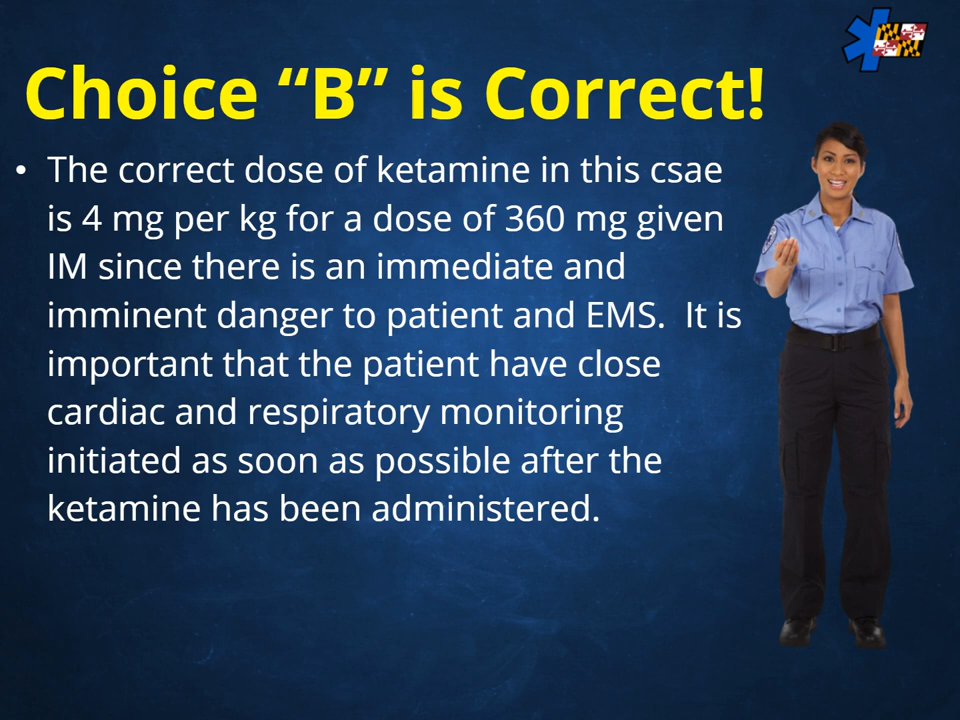 Choice “B” is Correct!
• The correct dose of ketamine in this csae
is 4 mg per kg for a dose of 360 mg given
IM since there is an immediate and
imminent danger to patient and EMS.  It is
important that the patient have close
cardiac and respiratory monitoring
initiated as soon as possible after the
ketamine has been administered.